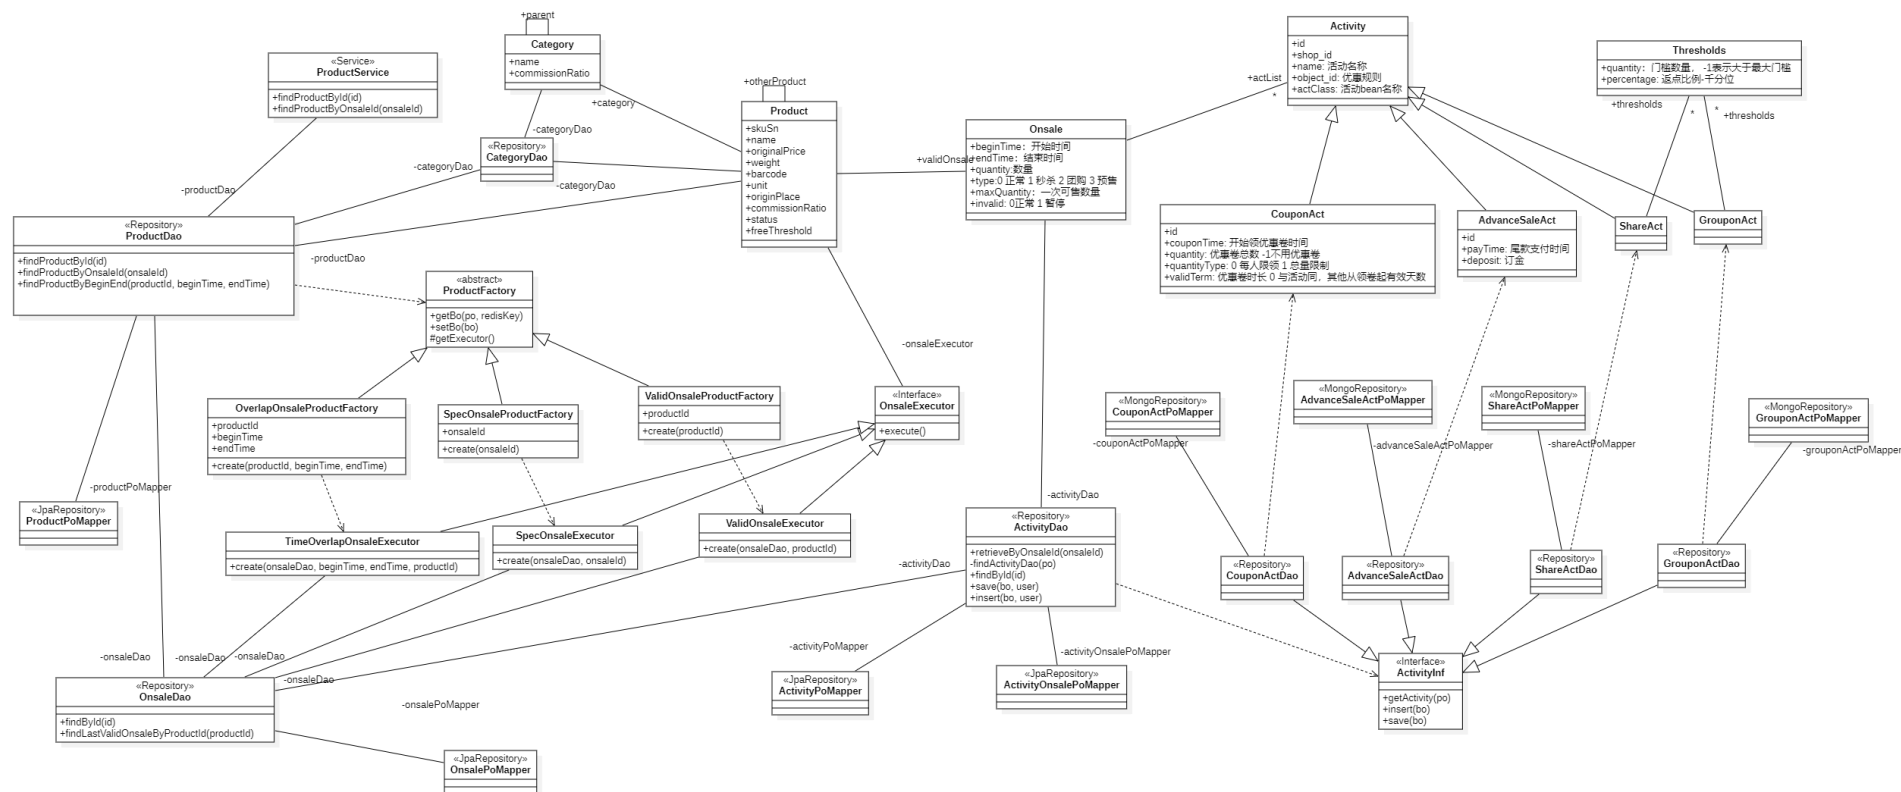 +parent
Category
+name
+commissionRatio
«Service»
ProductService
+findProductById(id)
+findProductByOnsaleId(onsaleId)
+otherProduct
Product
+skuSn
+name
+originalPrice
+weight
+barcode
+unit
+originPlace
+commissionRatio
+status
+freeThreshold
+category
-categoryDao
«Repository»
CategoryDao
-categoryDao
-categoryDao
-productDao
+validOnsale
Onsale
+beginTime：开始时间
+endTime：结束时间
+quantity:数量
+type:0 正常 1 秒杀 2 团购 3 预售
+maxQuantity：一次可售数量
+invalid: 0正常 1 暂停
+actList
*
Activity
+id
+shop_id
+name: 活动名称
+object_id: 优惠规则
+actClass: 活动bean名称
Thresholds
+quantity：门槛数量， -1表示大于最大门槛
+percentage: 返点比例-千分位
+thresholds
*
*
+thresholds
CouponAct
+id
+couponTime: 开始领优惠卷时间
+quantity: 优惠卷总数 -1不用优惠卷
+quantityType: 0 每人限领 1 总量限制
+validTerm: 优惠卷时长 0 与活动同，其他从领卷起有效天数
AdvanceSaleAct
+id
+payTime: 尾款支付时间
+deposit: 订金
ShareAct
GrouponAct
«Repository»
ProductDao
+findProductById(id)
+findProductByOnsaleId(onsaleId)
+findProductByBeginEnd(productId, beginTime, endTime)
-productDao
«abstract»
ProductFactory
+getBo(po, redisKey)
+setBo(bo)
#getExecutor()
-onsaleExecutor
OverlapOnsaleProductFactory
+productId
+beginTime
+endTime
+create(productId, beginTime, endTime)
SpecOnsaleProductFactory
+onsaleId
+create(onsaleId)
ValidOnsaleProductFactory
+productId
+create(productId)
«Interface»
OnsaleExecutor
+execute()
«MongoRepository»
CouponActPoMapper
-couponActPoMapper
«MongoRepository»
AdvanceSaleActPoMapper
-advanceSaleActPoMapper
«MongoRepository»
ShareActPoMapper
-shareActPoMapper
«MongoRepository»
GrouponActPoMapper
-grouponActPoMapper
-productPoMapper
«JpaRepository»
ProductPoMapper
TimeOverlapOnsaleExecutor
+create(onsaleDao, beginTime, endTime, productId)
SpecOnsaleExecutor
+create(onsaleDao, onsaleId)
ValidOnsaleExecutor
+create(onsaleDao, productId)
-activityDao
«Repository»
ActivityDao
+retrieveByOnsaleId(onsaleId)
-findActivityDao(po)
+findById(id)
+save(bo, user)
+insert(bo, user)
-activityDao
«Repository»
CouponActDao
«Repository»
AdvanceSaleActDao
«Repository»
ShareActDao
«Repository»
GrouponActDao
-onsaleDao
-onsaleDao
-onsaleDao
-onsaleDao
«Repository»
OnsaleDao
+findById(id)
+findLastValidOnsaleByProductId(productId)
-onsalePoMapper
«JpaRepository»
OnsalePoMapper
-activityPoMapper
«JpaRepository»
ActivityPoMapper
-activityOnsalePoMapper
«JpaRepository»
ActivityOnsalePoMapper
«Interface»
ActivityInf
+getActivity(po)
+insert(bo)
+save(bo)